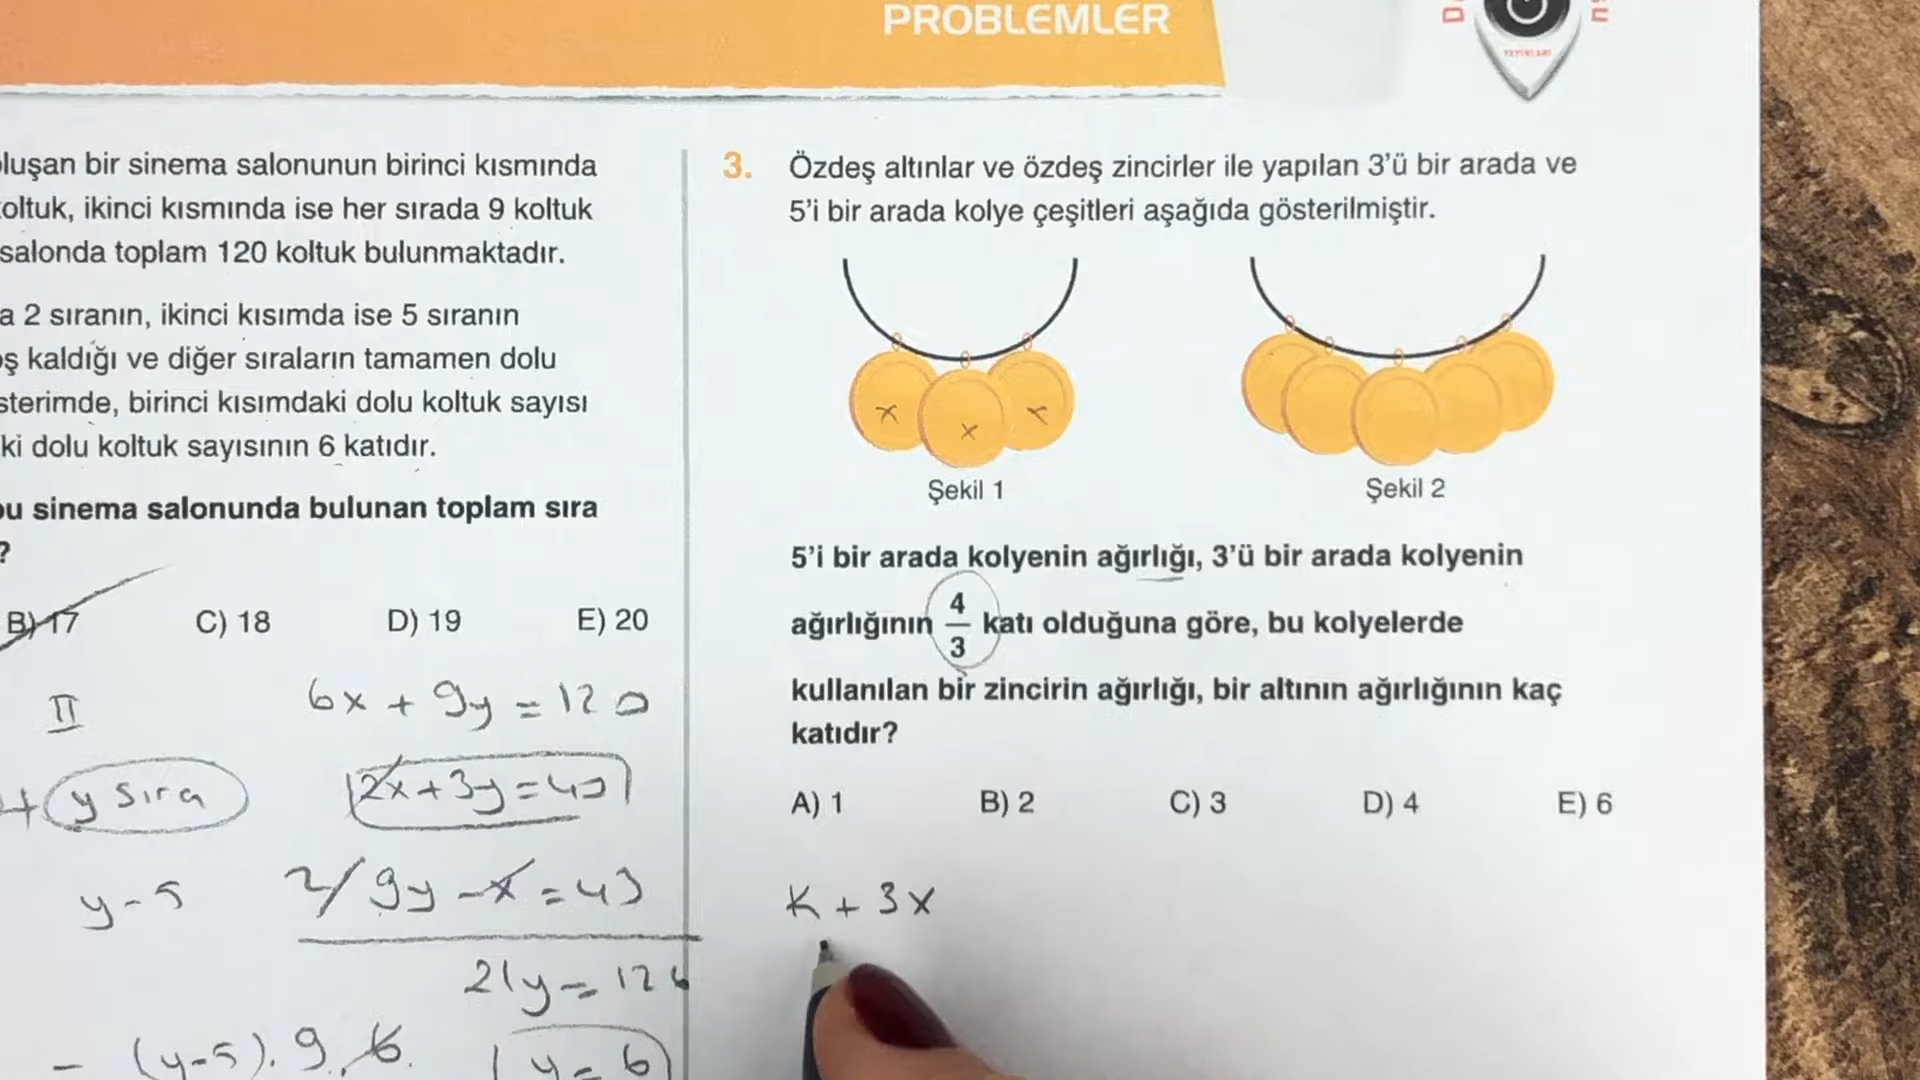 PROBLEMLER
YAYINLARI
oluşan bir sinema salonunun birinci kısmında
koltuk, ikinci kısmında ise her sırada 9 koltuk
salonda toplam 120 koltuk bulunmaktadır.
a 2 sıranın, ikinci kısımda ise 5 sıranın
oş kaldığı ve diğer sıraların tamamen dolu
sterimde, birinci kısımdaki dolu koltuk sayısı
ki dolu koltuk sayısının 6 katıdır.
bu sinema salonunda bulunan toplam sıra
?
B) 17 C) 18 D) 19 E) 20
II
6x + 9y = 120
+ y sıra
2x+3y=40
y-5
2/ 9y - x = 43
21y = 126
- (y-5).9.6
y = 6
3. Özdeş altınlar ve özdeş zincirler ile yapılan 3'ü bir arada ve
5'i bir arada kolye çeşitleri aşağıda gösterilmiştir.
x x x
Şekil 1 Şekil 2
5'i bir arada kolyenin ağırlığı, 3'ü bir arada kolyenin
ağırlığının 4/3 katı olduğuna göre, bu kolyelerde
kullanılan bir zincirin ağırlığı, bir altının ağırlığının kaç
katıdır?
A) 1 B) 2 C) 3 D) 4 E) 6
K + 3x